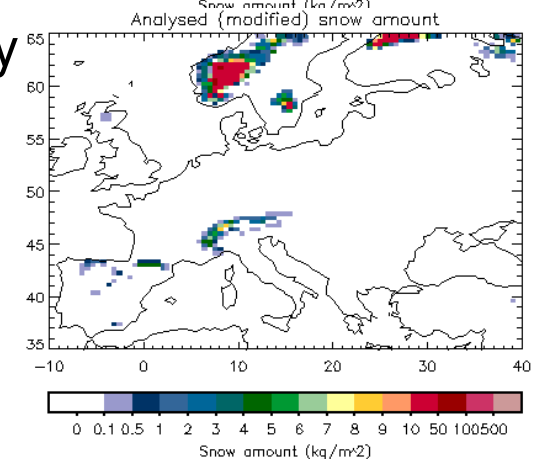 Snow amount (kg/m^2)
Analysed (modified) snow amount
y
65
60
55
50
45
40
35
-10 0 10 20 30 40
0 0.1 0.5 1 2 3 4 5 6 7 8 9 10 50 100500
Snow amount (kg/m^2)